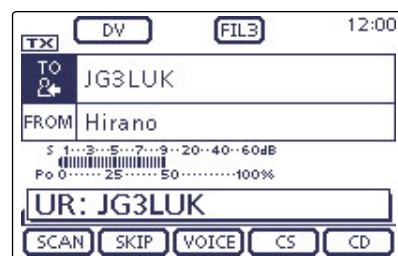 DV FIL3 12:00
TX
TO JG3LUK
FROM Hirano
S 1···3···5···7···9··20··40··60dB
Po 0······ 25 ······50···········100%
UR: JG3LUK
SCAN SKIP VOICE CS CD